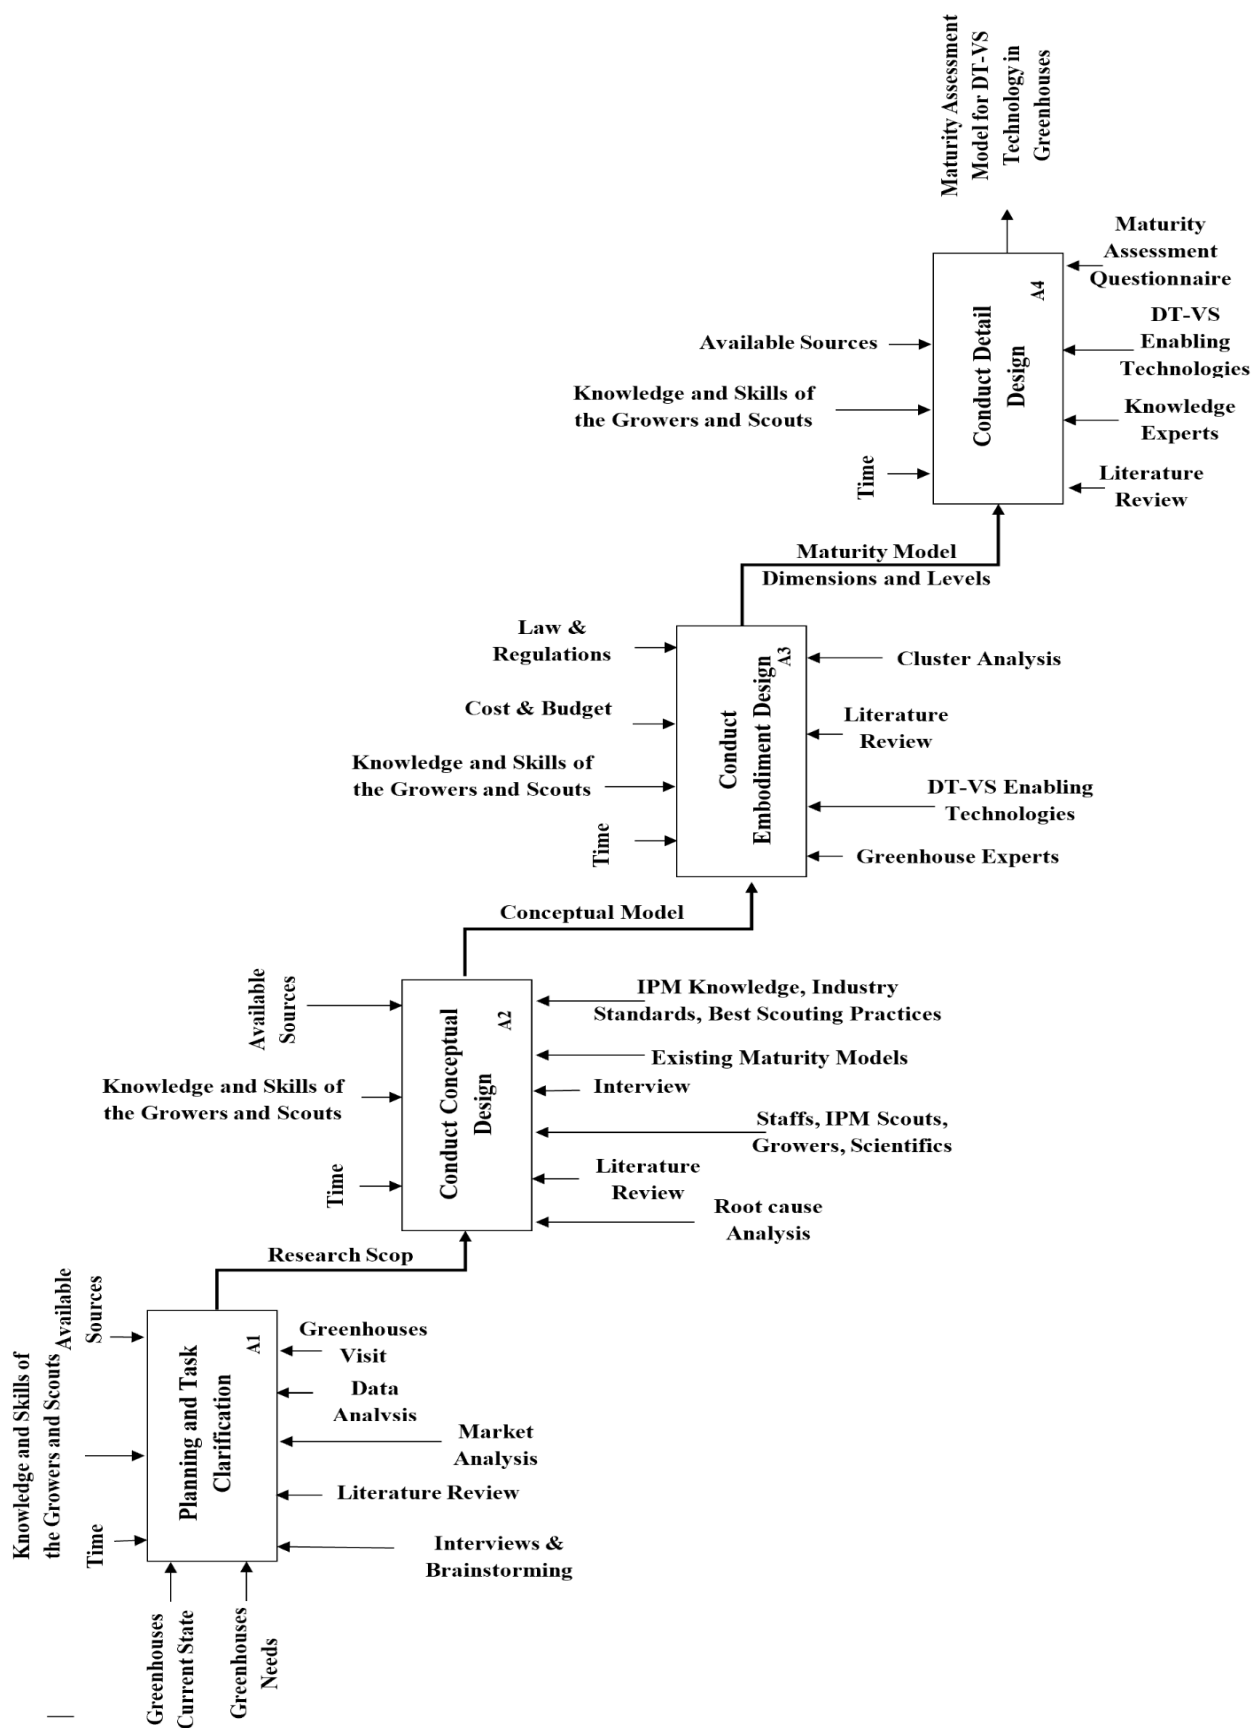 Maturity Assessment
Model for DT-VS
Technology in
Greenhouses
Available Sources
Knowledge and Skills of
the Growers and Scouts
Time
Conduct Detail
Design
A4
Maturity
Assessment
Questionnaire
DT-VS
Enabling
Technologies
Knowledge
Experts
Literature
Review
Maturity Model
Dimensions and Levels
Law &
Regulations
Cost & Budget
Knowledge and Skills of
the Growers and Scouts
Time
Conduct
Embodiment Design
A3
Cluster Analysis
Literature
Review
DT-VS Enabling
Technologies
Greenhouse Experts
Conceptual Model
Available
Sources
Knowledge and Skills of
the Growers and Scouts
Time
Conduct Conceptual
Design
A2
IPM Knowledge, Industry
Standards, Best Scouting Practices
Existing Maturity Models
Interview
Staffs, IPM Scouts,
Growers, Scientifics
Literature
Review
Root cause
Analysis
Research Scop
Available
Sources
Knowledge and Skills of
the Growers and Scouts
Time
Planning and Task
Clarification
A1
Greenhouses
Visit
Data
Analysis
Market
Analysis
Literature Review
Interviews &
Brainstorming
Greenhouses
Current State
Greenhouses
Needs